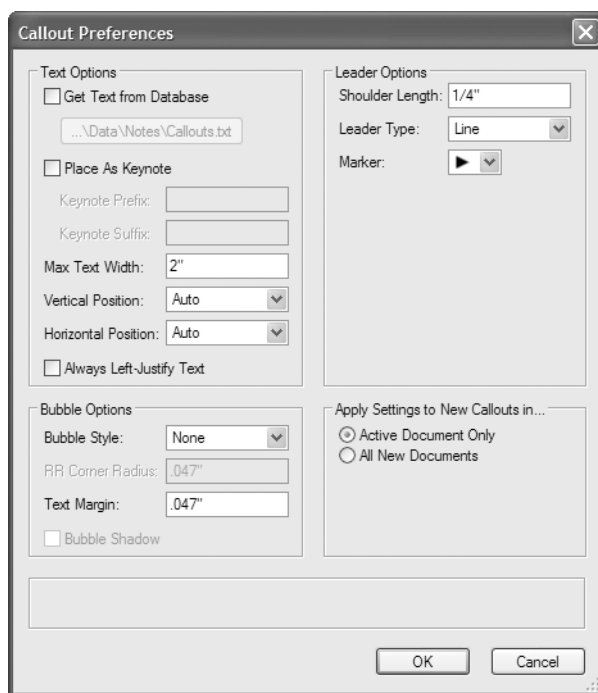 Callout Preferences
Text Options
Get Text from Database
...\Data\Notes\Callouts.txt
Place As Keynote
Keynote Prefix:
Keynote Suffix:
Max Text Width: 2"
Vertical Position: Auto
Horizontal Position: Auto
Always Left-Justify Text
Leader Options
Shoulder Length: 1/4"
Leader Type: Line
Marker:
Bubble Options
Bubble Style: None
RR Corner Radius: .047"
Text Margin: .047"
Bubble Shadow
Apply Settings to New Callouts in...
Active Document Only
All New Documents
OK
Cancel